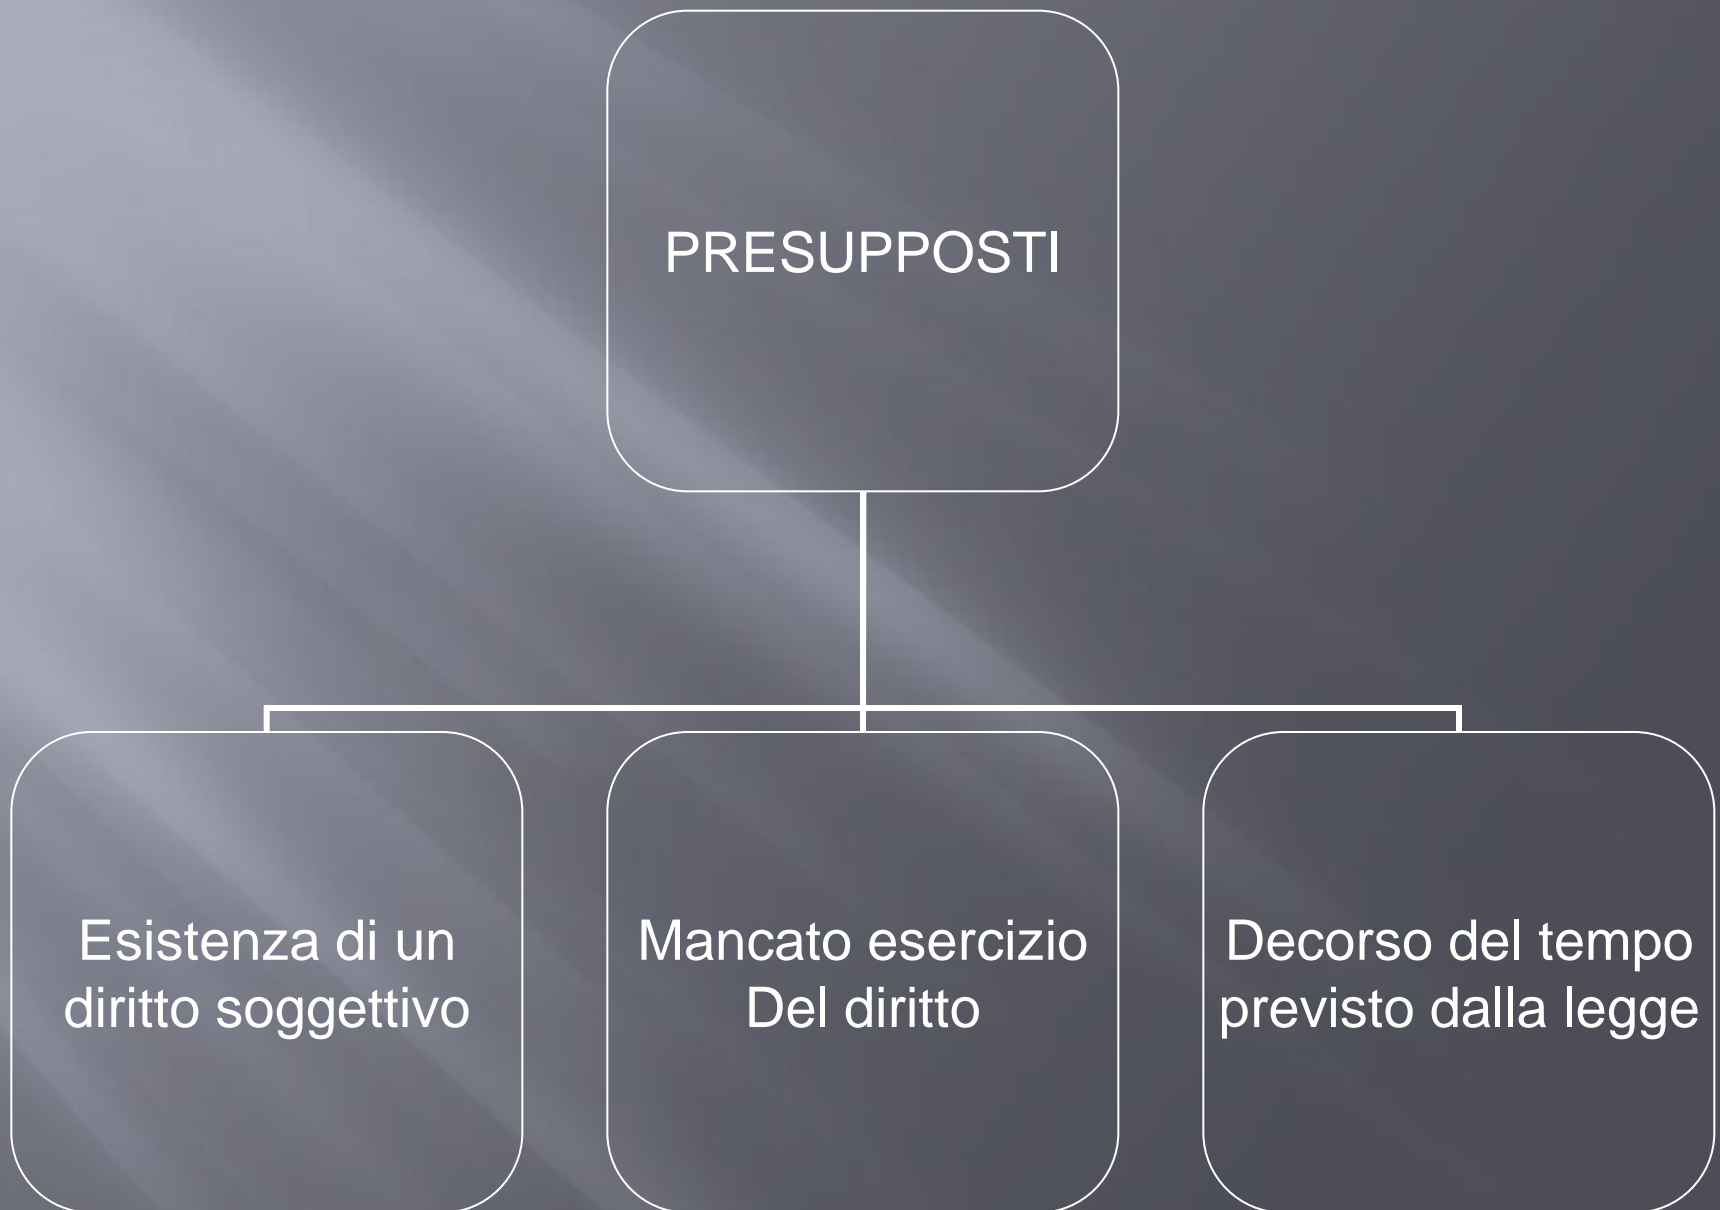 PRESUPPOSTI
Esistenza di un
diritto soggettivo
Mancato esercizio
Del diritto
Decorso del tempo
previsto dalla legge